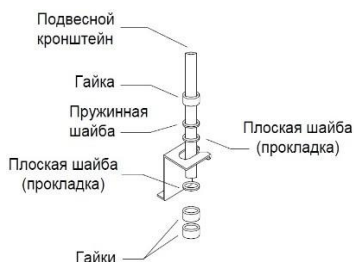 Подвесной
кронштейн
Гайка
Пружинная
шайба
Плоская шайба
(прокладка)
Плоская шайба
(прокладка)
Гайки